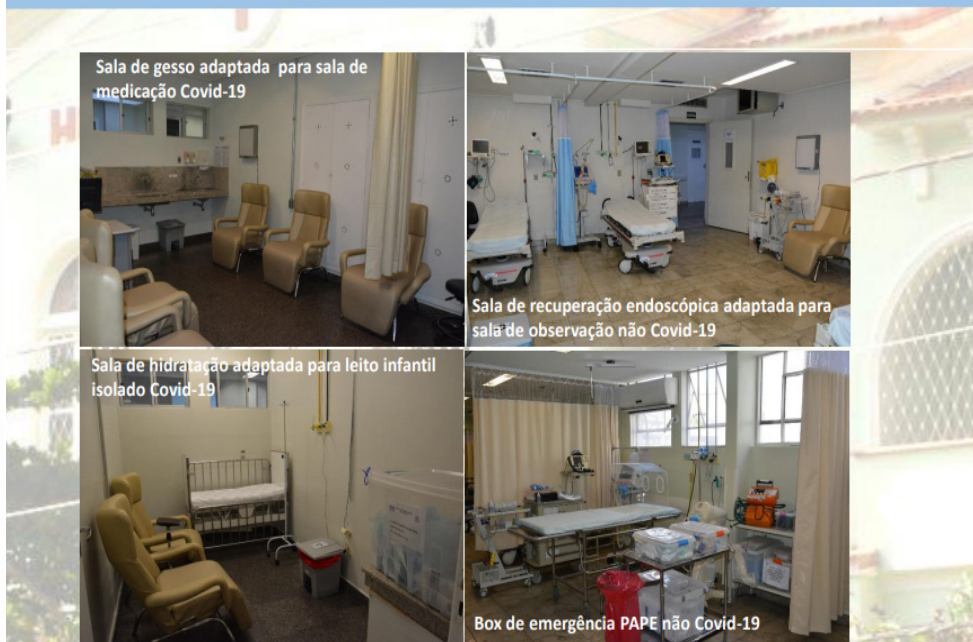 Sala de gesso adaptada para sala de
medicação Covid-19
Sala de recuperação endoscópica adaptada para
sala de observação não Covid-19
Sala de hidratação adaptada para leito infantil
isolado Covid-19
Box de emergência PAPE não Covid-19